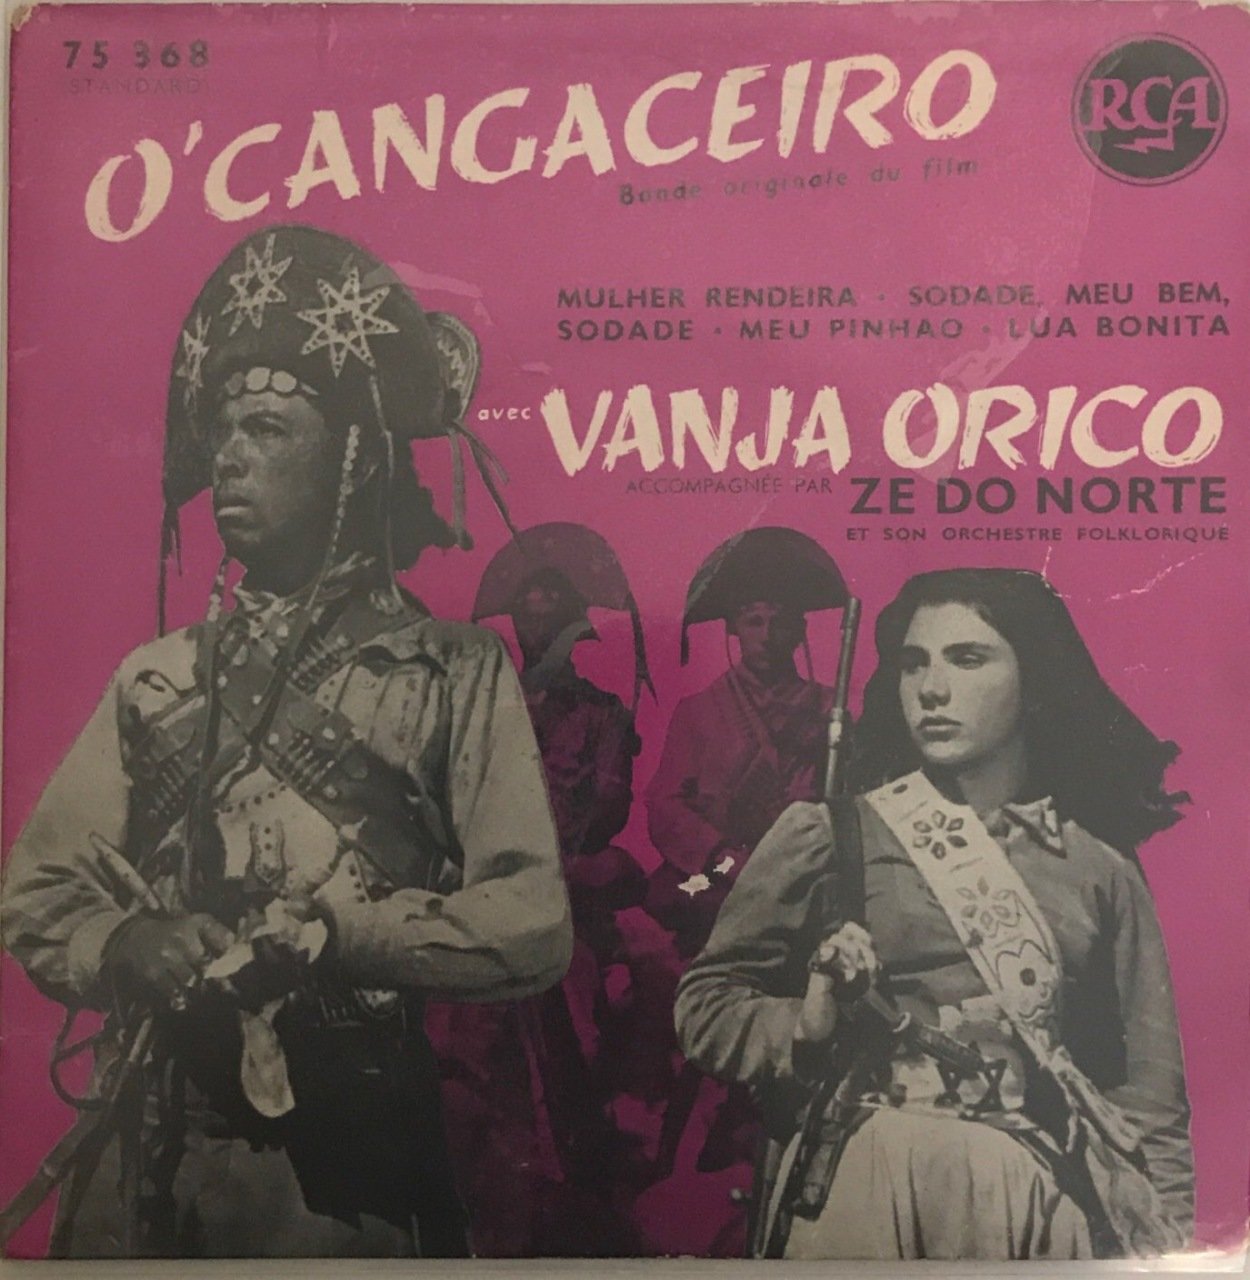 75 368
STANDARD
RCA
O'CANGACEIRO
Bande originale du film
MULHER RENDEIRA · SODADE, MEU BEM,
SODADE · MEU PINHAO · LUA BONITA
avec VANJA ORICO
ACCOMPAGNÉE PAR ZE DO NORTE
ET SON ORCHESTRE FOLKLORIQUE